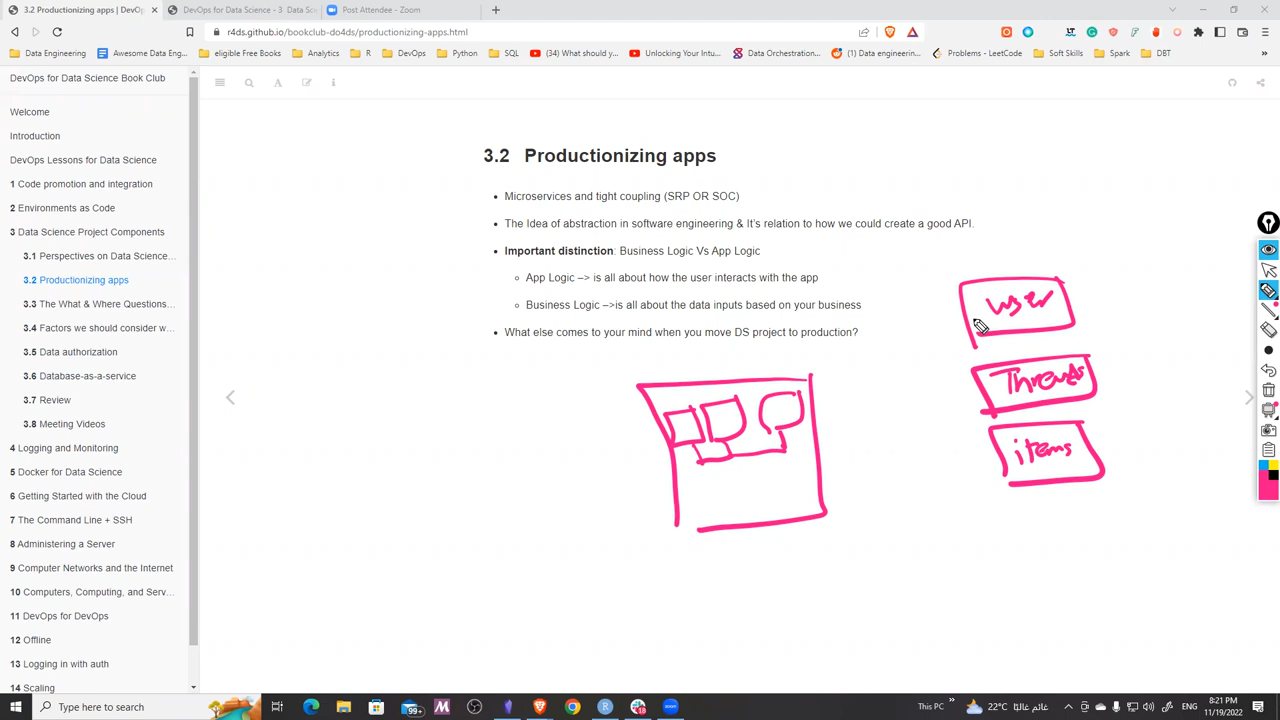 3.2 Productionizing apps | DevO
DevOps for Data Science - 3 Data Sc
Post Attendee - Zoom
r4ds.github.io/bookclub-do4ds/productionizing-apps.html
Data Engineering
Awesome Data Eng...
eligible Free Books
Analytics
R
DevOps
Python
SQL
(34) What should y...
Unlocking Your Intu...
Data Orchestration...
(1) Data engineerin...
Problems - LeetCode
Soft Skills
Spark
DBT
DevOps for Data Science Book Club
Welcome
Introduction
DevOps Lessons for Data Science
1 Code promotion and integration
2 Environments as Code
3 Data Science Project Components
3.1 Perspectives on Data Science...
3.2 Productionizing apps
3.3 The What & Where Questions...
3.4 Factors we should consider w...
3.5 Data authorization
3.6 Database-as-a-service
3.7 Review
3.8 Meeting Videos
4 Logging and Monitoring
5 Docker for Data Science
6 Getting Started with the Cloud
7 The Command Line + SSH
8 Administering a Server
9 Computer Networks and the Internet
10 Computers, Computing, and Serv...
11 DevOps for DevOps
12 Offline
13 Logging in with auth
14 Scaling
3.2 Productionizing apps
Microservices and tight coupling (SRP OR SOC)
The Idea of abstraction in software engineering & It's relation to how we could create a good API.
Important distinction: Business Logic Vs App Logic
App Logic –> is all about how the user interacts with the app
Business Logic –>is all about the data inputs based on your business
What else comes to your mind when you move DS project to production?
user
Threads
items
Type here to search
99+
This PC
22°C
غائم غالبًا
8:21 PM
11/19/2022